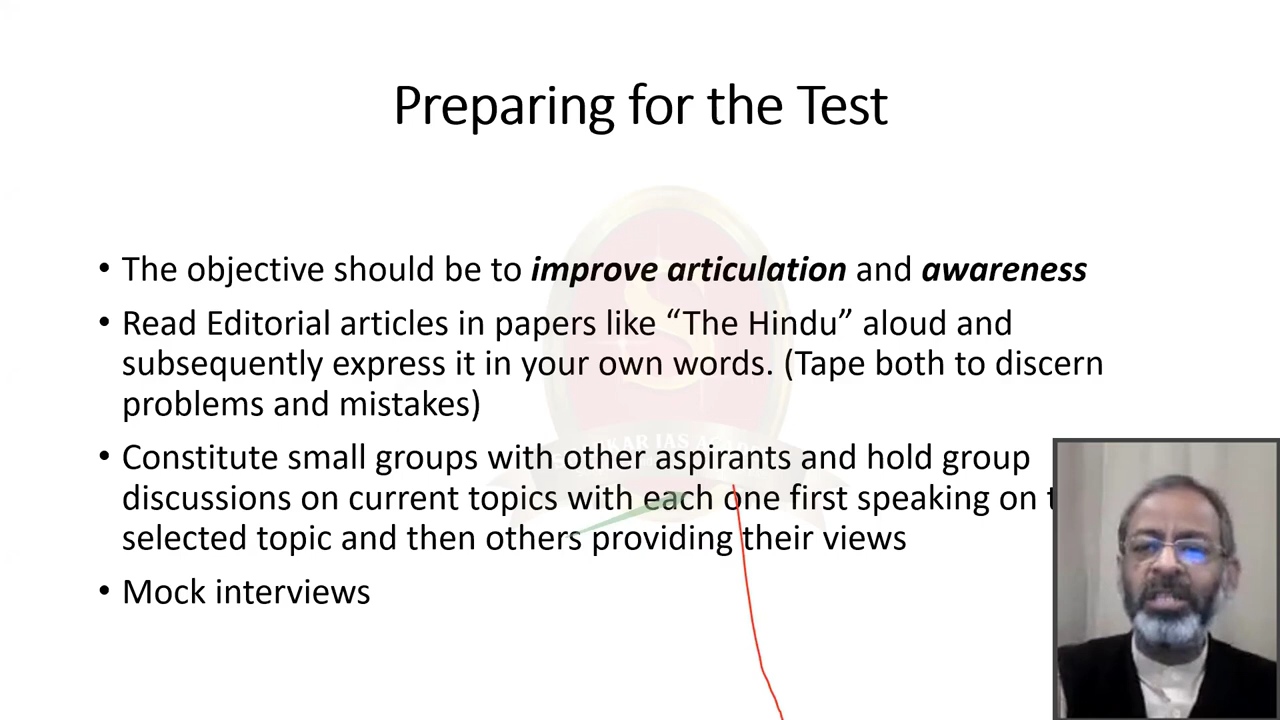 Preparing for the Test
• The objective should be to improve articulation and awareness
• Read Editorial articles in papers like “The Hindu” aloud and
subsequently express it in your own words. (Tape both to discern
problems and mistakes)
• Constitute small groups with other aspirants and hold group
discussions on current topics with each one first speaking on
selected topic and then others providing their views
• Mock interviews